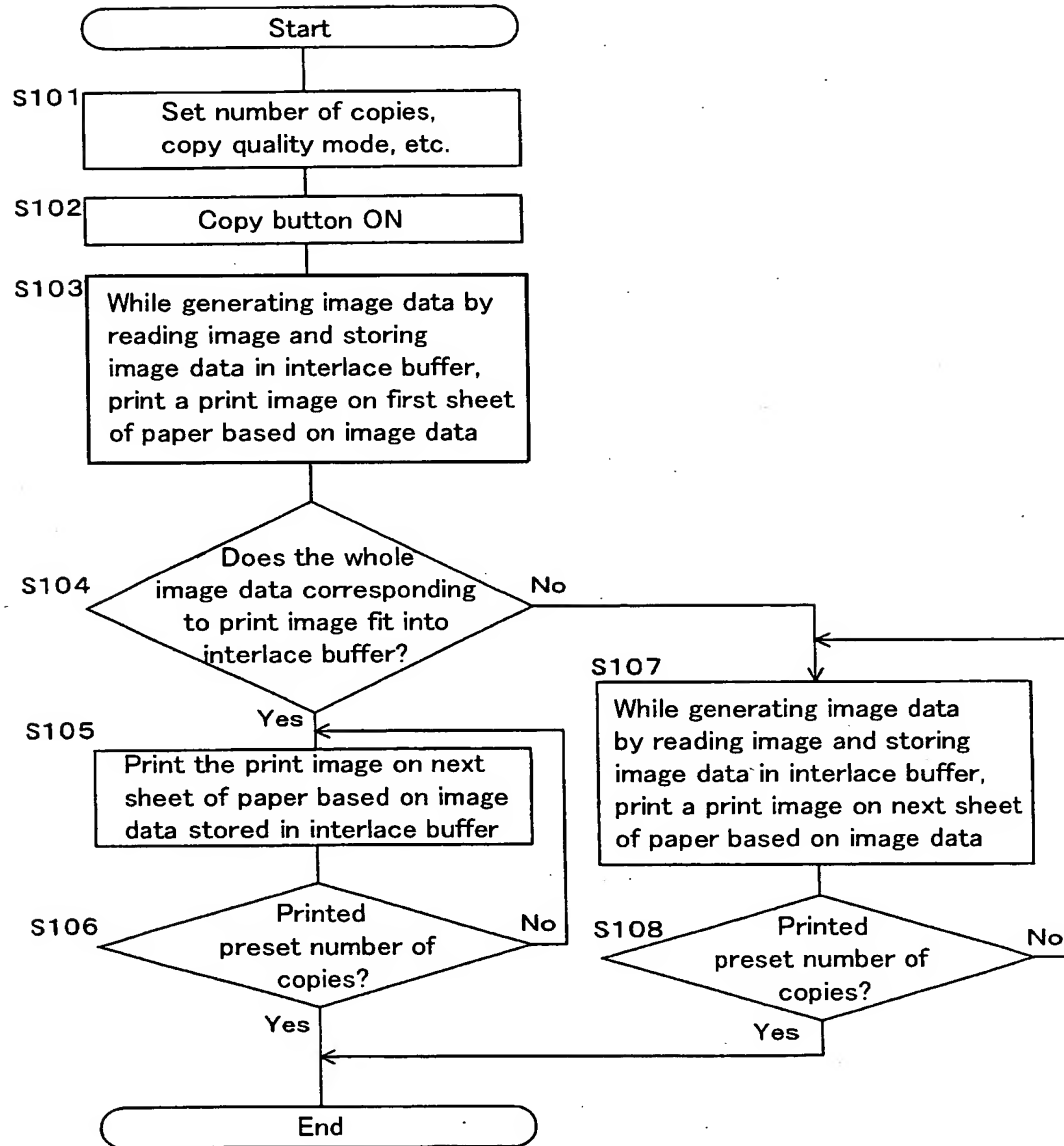 Start
S101
Set number of copies,
copy quality mode, etc.
S102
Copy button ON
S103
While generating image data by
reading image and storing
image data in interlace buffer,
print a print image on first sheet
of paper based on image data
S104
Does the whole
image data corresponding
to print image fit into
interlace buffer?
No
Yes
S105
Print the print image on next
sheet of paper based on image
data stored in interlace buffer
S106
Printed
preset number of
copies?
No
Yes
S107
While generating image data
by reading image and storing
image data in interlace buffer,
print a print image on next sheet
of paper based on image data
S108
Printed
preset number of
copies?
No
Yes
End